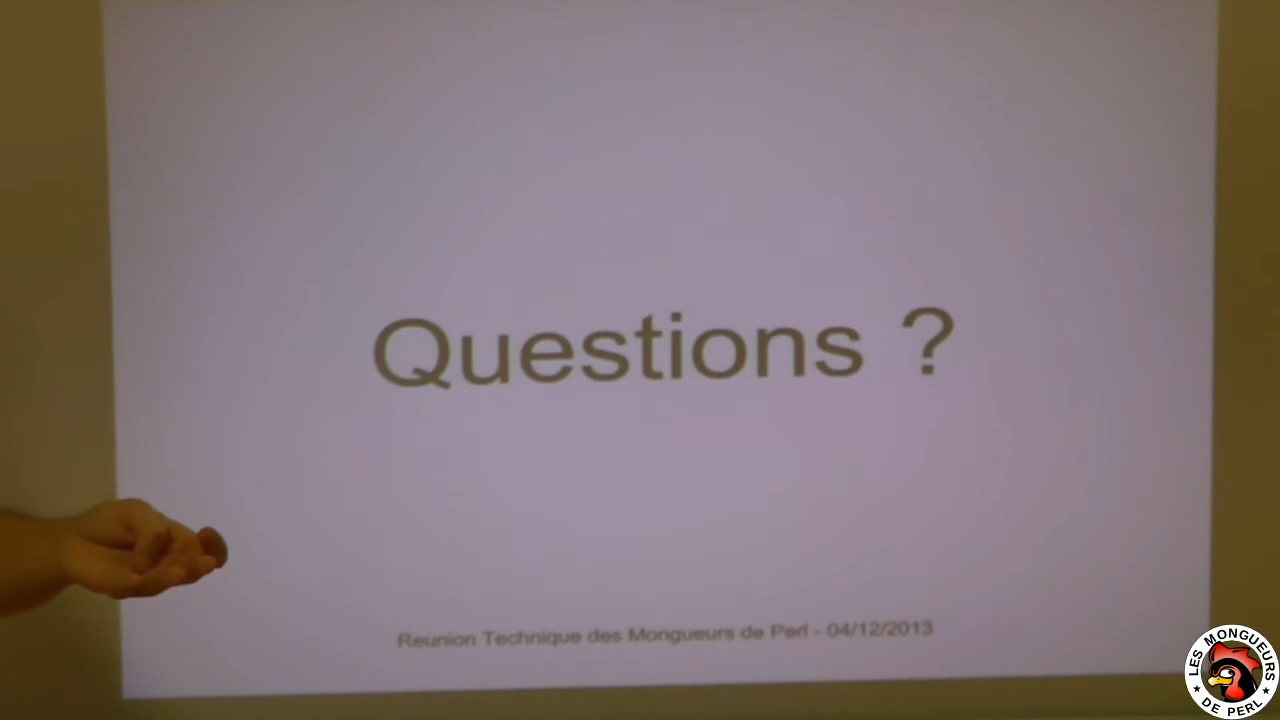 Questions ?
Reunion Technique des Mongueurs de Perl - 04/12/2013
LES MONGUEURS
DE PERL